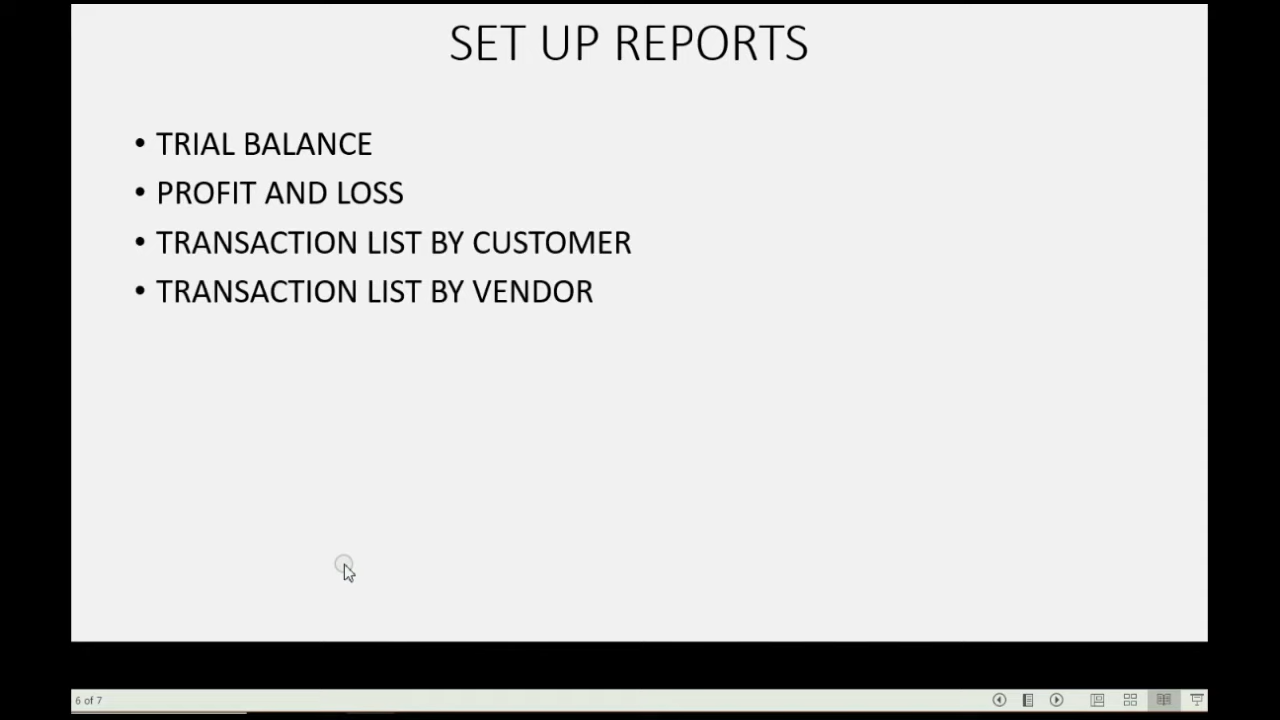 SET UP REPORTS
• TRIAL BALANCE
• PROFIT AND LOSS
• TRANSACTION LIST BY CUSTOMER
• TRANSACTION LIST BY VENDOR
6 of 7